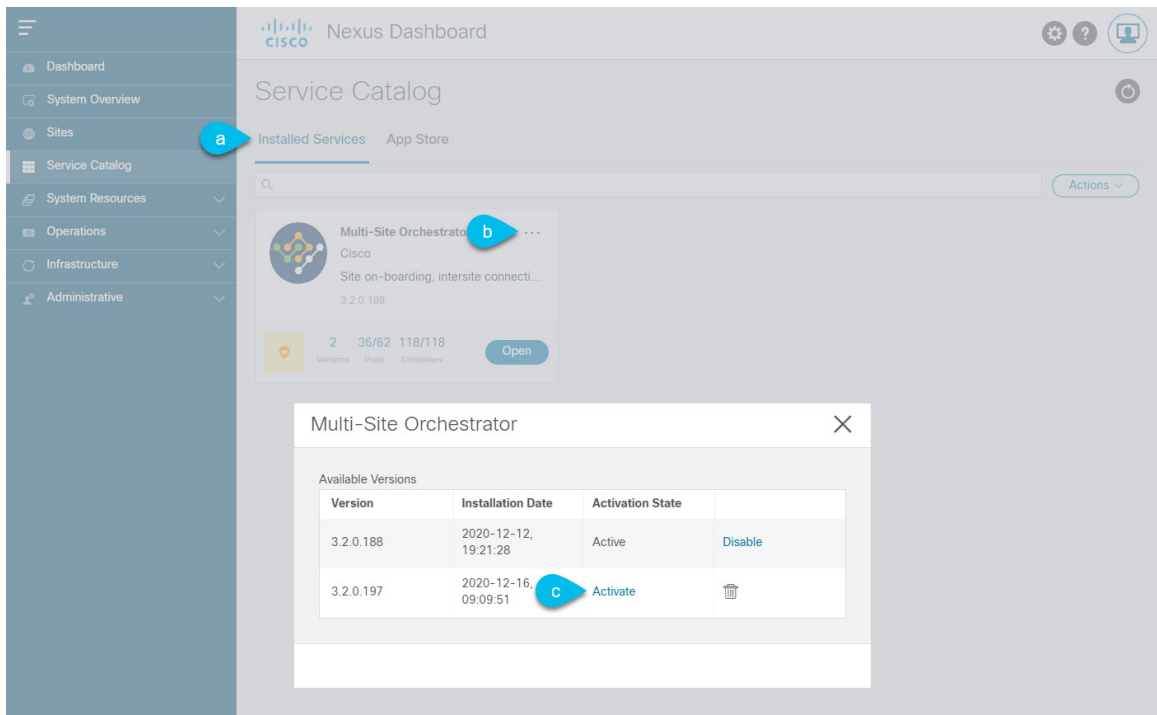 CISCO Nexus Dashboard
?
Dashboard
System Overview
Sites
Service Catalog
System Resources
Operations
Infrastructure
Administrative
Service Catalog
a
Installed Services App Store
Actions
Multi-Site Orchestrato b ...
Cisco
Site on-boarding, intersite connecti...
3.2.0.188
2 36/62 118/118
Versions Pods Containers
Open
Multi-Site Orchestrator
Available Versions
Version Installation Date Activation State
3.2.0.188 2020-12-12, 19:21:28 Active Disable
3.2.0.197 2020-12-16, 09:09:51 c Activate